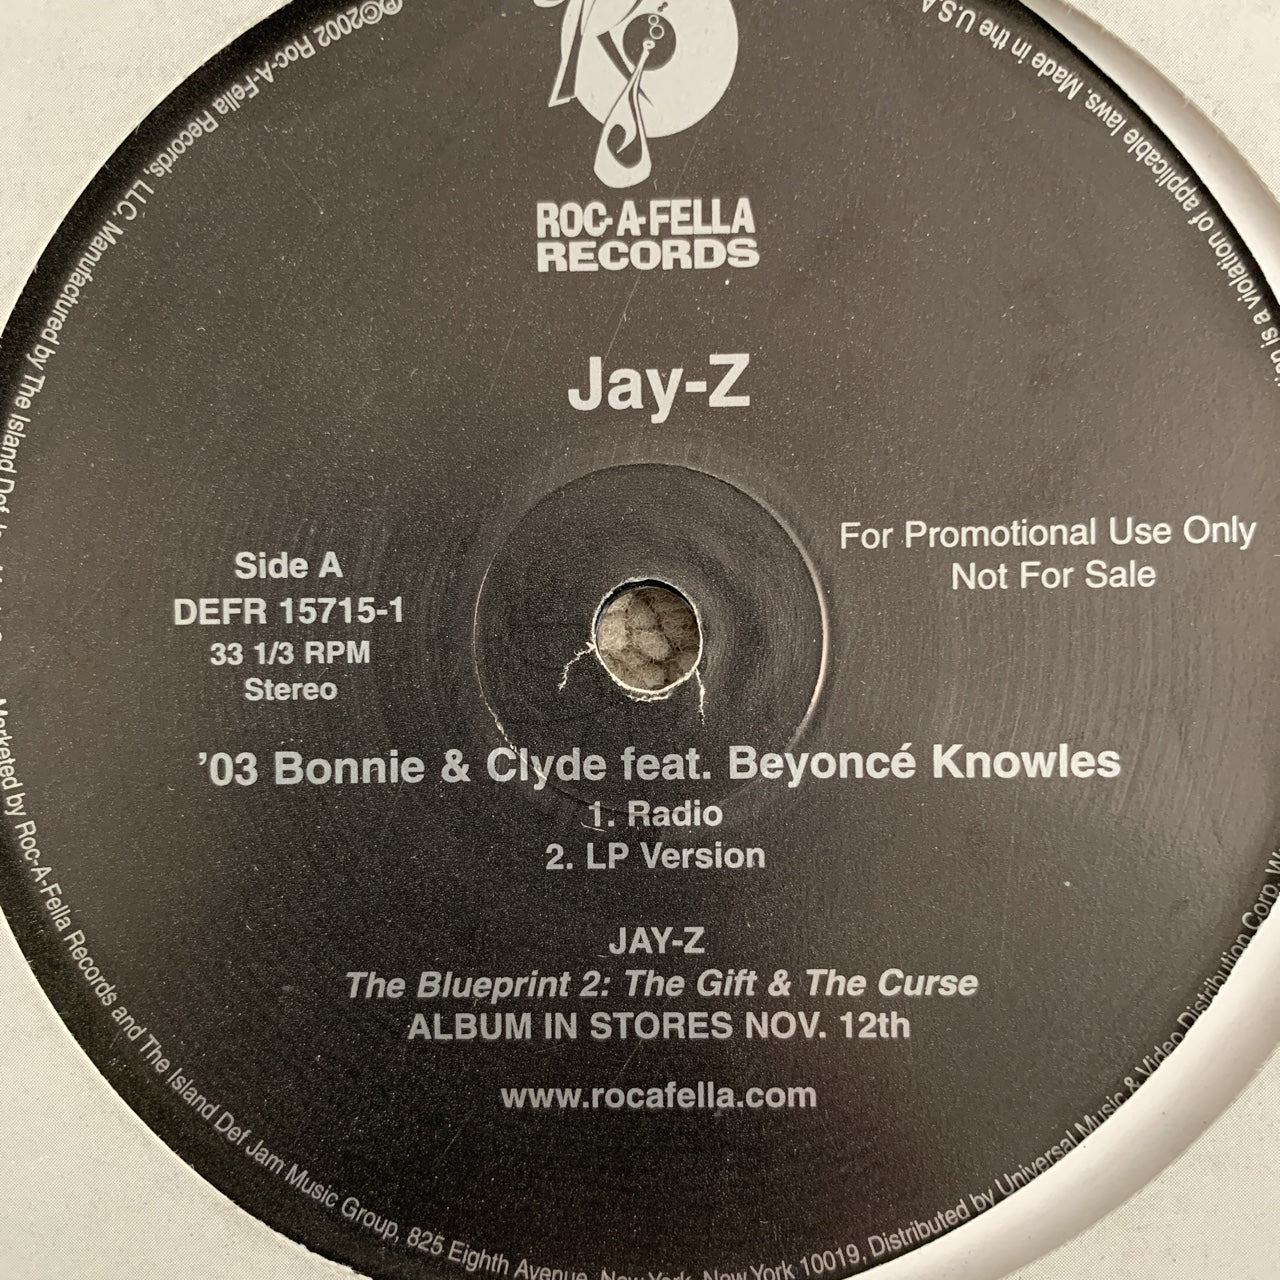 ROC-A-FELLA
RECORDS
Jay-Z
For Promotional Use Only
Not For Sale
Side A
DEFR 15715-1
33 1/3 RPM
Stereo
’03 Bonnie & Clyde feat. Beyoncé Knowles
1. Radio
2. LP Version
JAY-Z
The Blueprint 2: The Gift & The Curse
ALBUM IN STORES NOV. 12th
www.rocafella.com
℗©2002 Roc-A-Fella Records, LLC. Manufactured by The Island Def
Marketed by Roc-A-Fella Records and The Island Def Jam Music Group, 825 Eighth Avenue, New York, New York 10019, Distributed by Universal Music & Video Distribution Corp.
is a violation of applicable laws. Made in the U.S.A